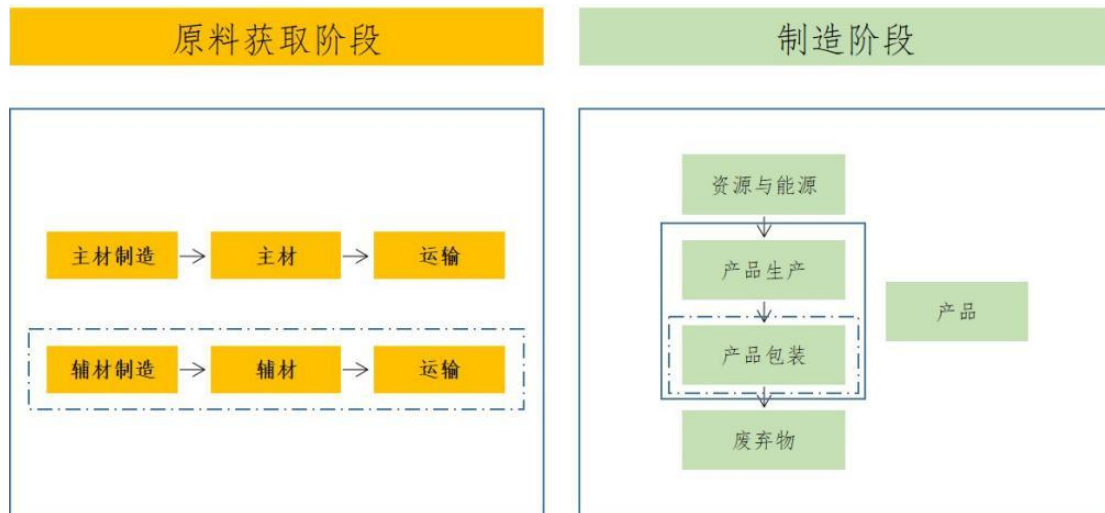 原料获取阶段
制造阶段
主材制造
主材
运输
辅材制造
辅材
运输
资源与能源
产品生产
产品包装
废弃物
产品